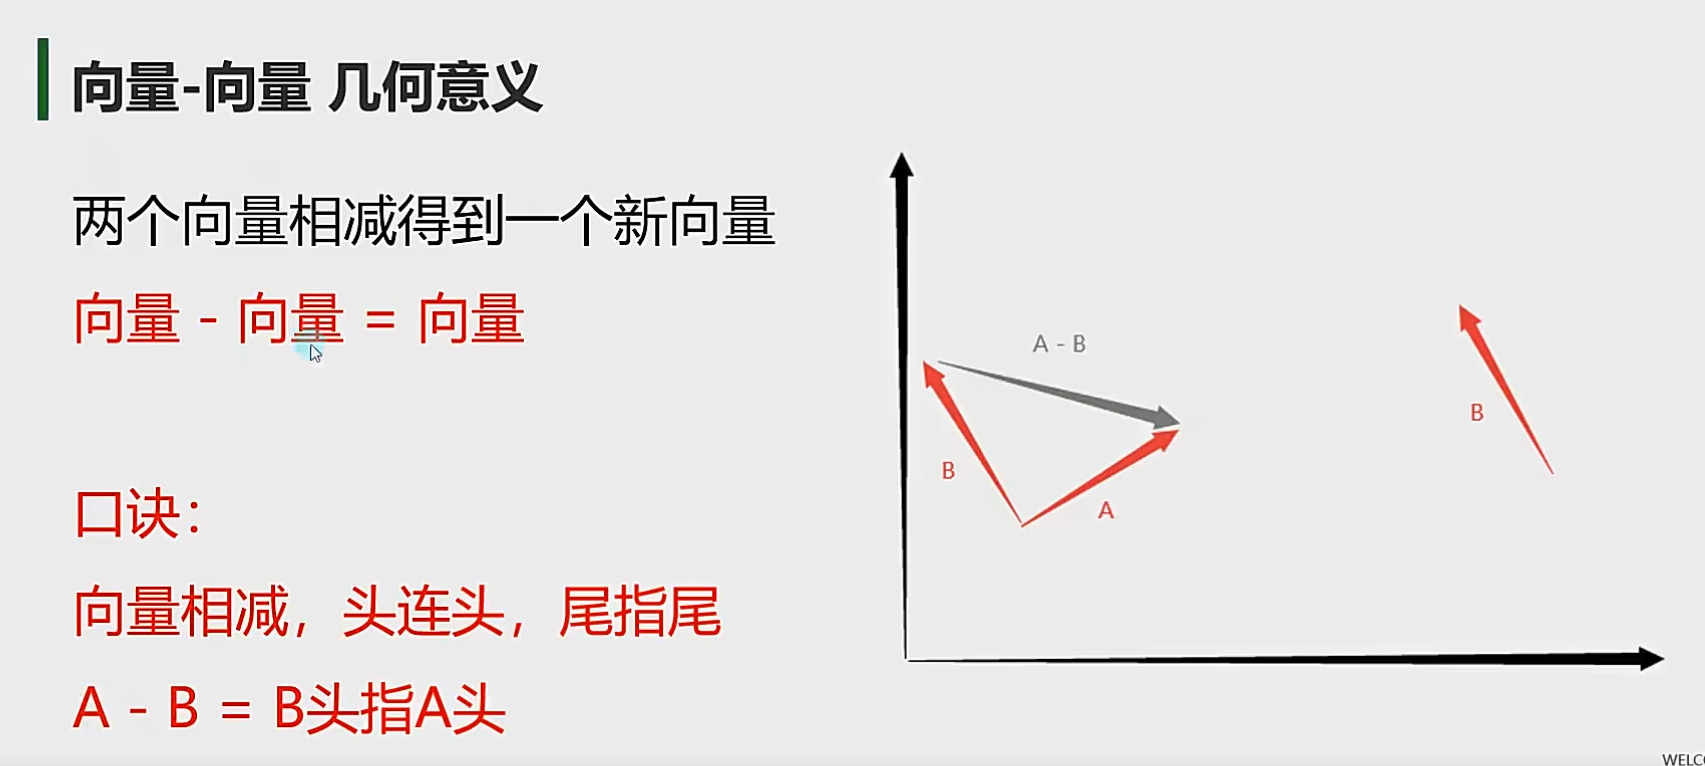 向量-向量 几何意义
两个向量相减得到一个新向量
向量 - 向量 = 向量
口诀：
向量相减，头连头，尾指尾
A - B = B头指A头
A - B
B
A
B